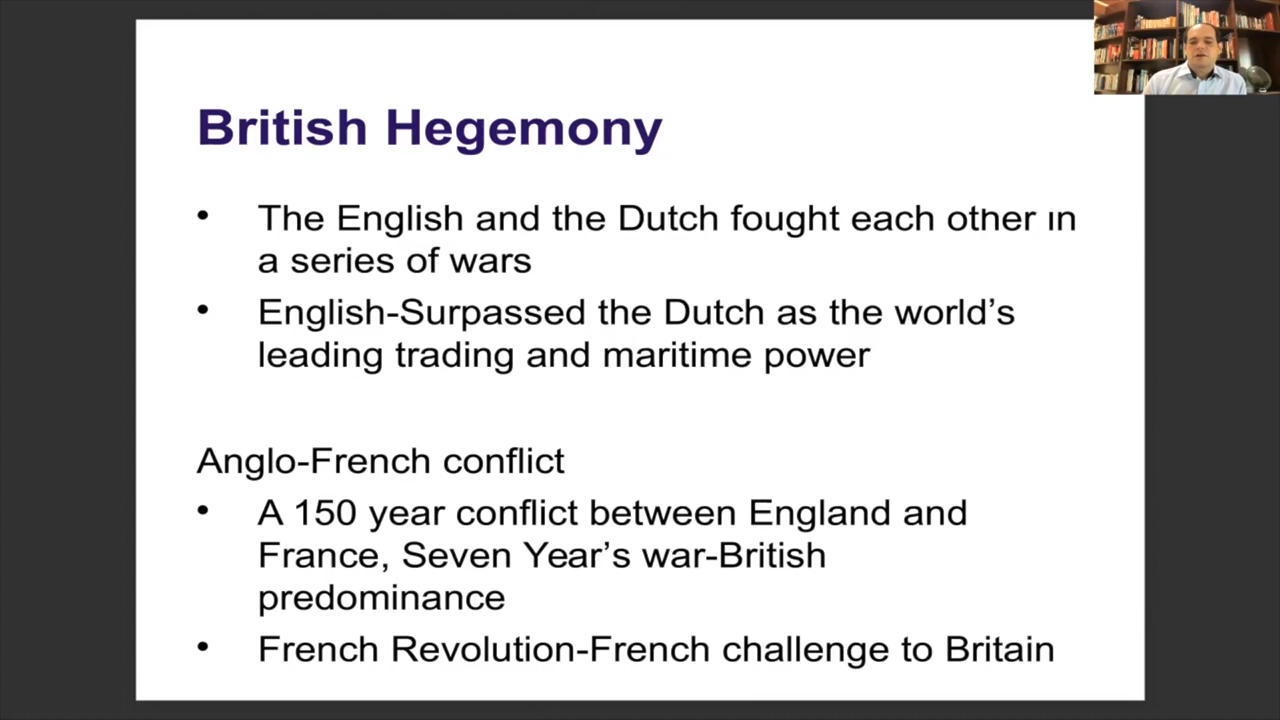 British Hegemony
• The English and the Dutch fought each other in
a series of wars
• English-Surpassed the Dutch as the world’s
leading trading and maritime power
Anglo-French conflict
• A 150 year conflict between England and
France, Seven Year’s war-British
predominance
• French Revolution-French challenge to Britain